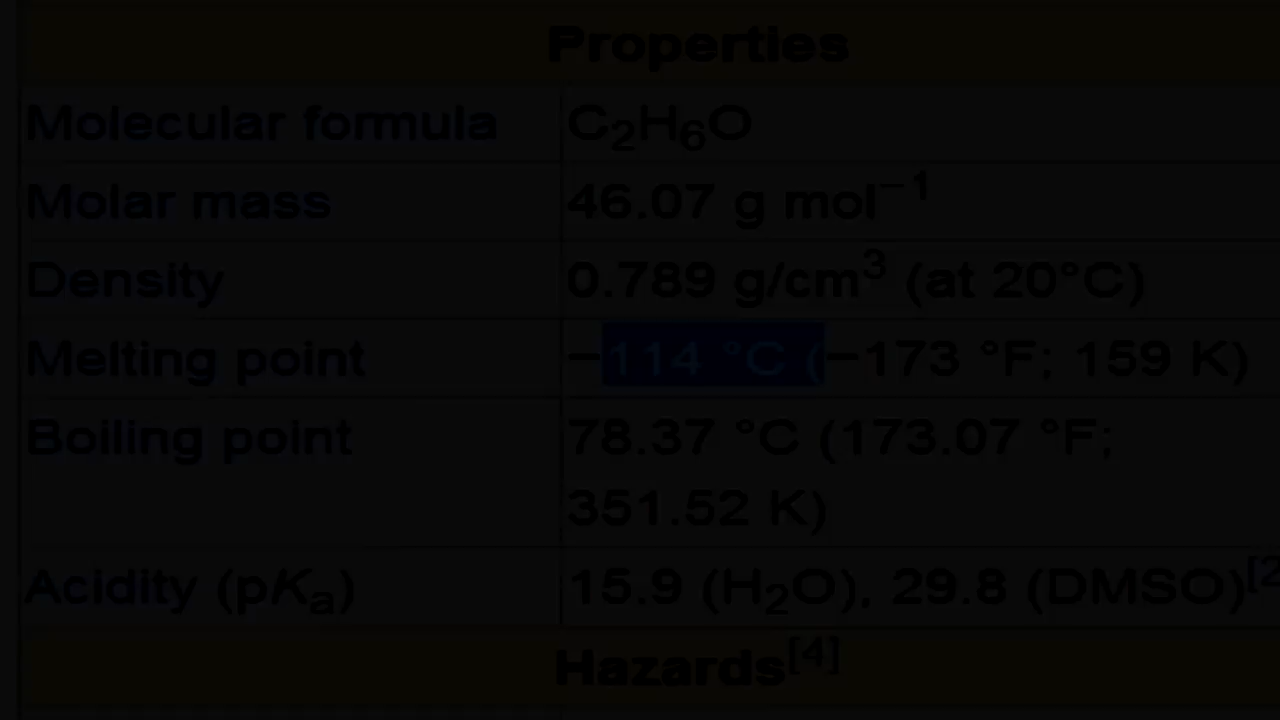 Properties
Molecular formula C₂H₆O
Molar mass 46.07 g mol⁻¹
Density 0.789 g/cm³ (at 20°C)
Melting point −114 °C (−173 °F; 159 K)
Boiling point 78.37 °C (173.07 °F;
351.52 K)
Acidity (pKₐ) 15.9 (H₂O), 29.8 (DMSO)[2
Hazards[4]